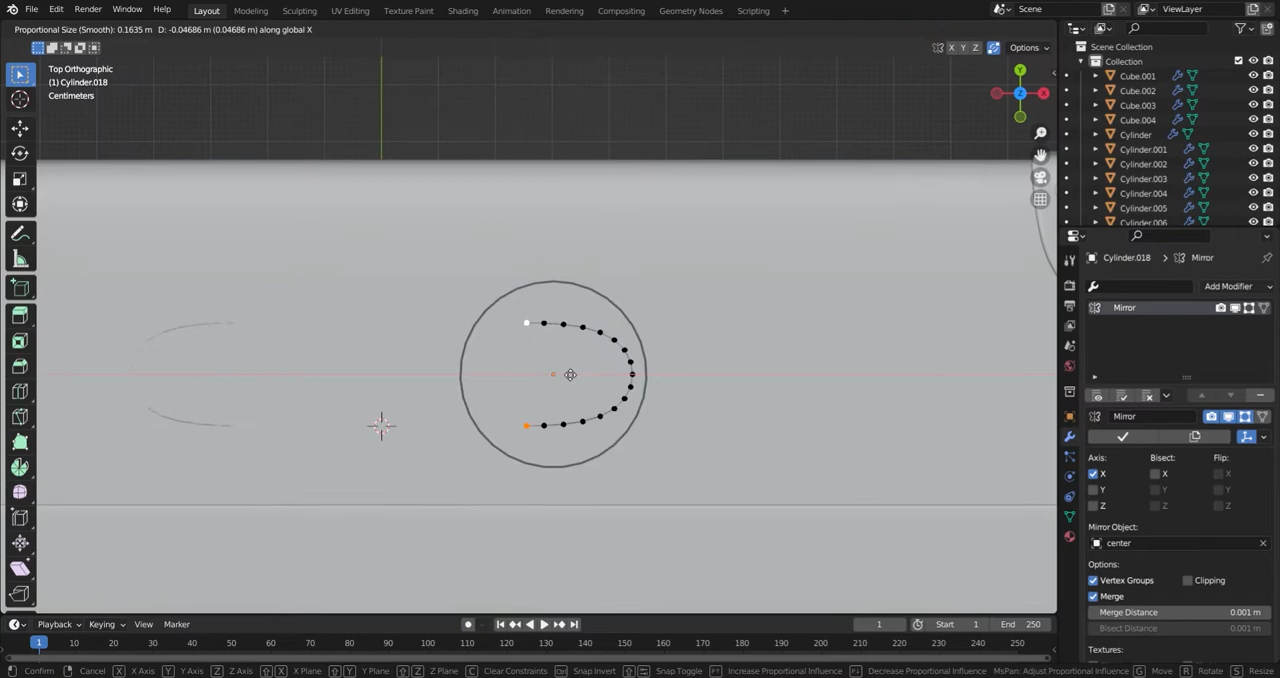 File Edit Render Window Help Layout Modeling Sculpting UV Editing Texture Paint Shading Animation Rendering Compositing Geometry Nodes Scripting + Scene ViewLayer
Proportional Size (Smooth): 0.1635 m D: -0.04686 m (0.04686 m) along global X
X Y Z Options
Top Orthographic
(1) Cylinder.018
Centimeters
Y
Z
X
Scene Collection
Collection
Cube.001
Cube.002
Cube.003
Cube.004
Cylinder
Cylinder.001
Cylinder.002
Cylinder.003
Cylinder.004
Cylinder.005
Cylinder.006
Cylinder.018 > Mirror
Add Modifier
Mirror
Mirror
Axis: Bisect: Flip:
X X X
Y Y Y
Z Z Z
Mirror Object:
center
Options:
Vertex Groups Clipping
Merge
Merge Distance 0.001 m
Bisect Distance 0.001 m
Textures:
Playback Keying View Marker 1 Start 1 End 250
1 10 20 30 40 50 60 70 80 90 100 110 120 130 140 150 160 170 180 190 200 210 220 230 240 250
Confirm Cancel X X Axis Y Y Axis Z Z Axis X X Plane Y Y Plane Z Z Plane C Clear Constraints Snap Invert Snap Toggle Increase Proportional Influence Decrease Proportional Influence MsPan: Adjust Proportional Influence G Move R Rotate S Resize